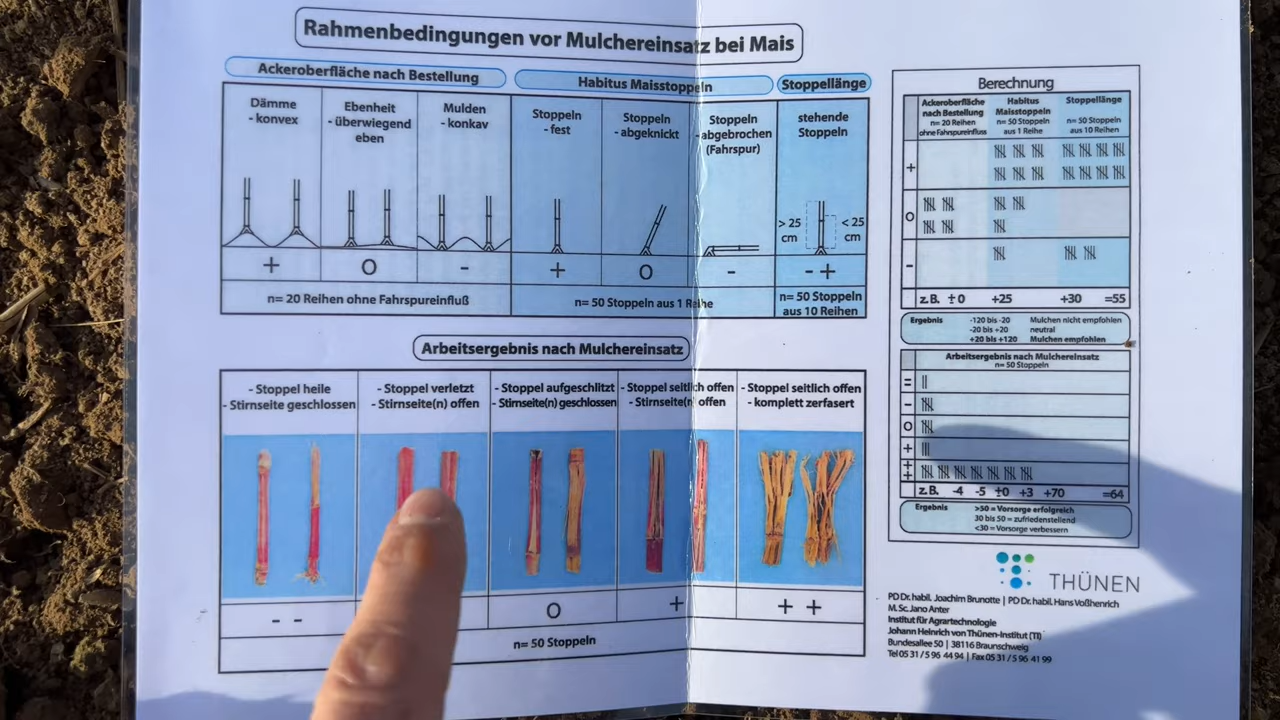 Rahmenbedingungen vor Mulchereinsatz bei Mais
Ackeroberfläche nach Bestellung
Habitus Maisstoppeln
Stoppellänge
Dämme
- konvex
Ebenheit
- überwiegend
eben
Mulden
- konkav
Stoppeln
- fest
Stoppeln
- abgeknickt
Stoppeln
- abgebrochen
(Fahrspur)
stehende
Stoppeln
> 25
cm
< 25
cm
+ O - + O - - +
n= 20 Reihen ohne Fahrspureinfluß
n= 50 Stoppeln aus 1 Reihe
n= 50 Stoppeln
aus 10 Reihen
Arbeitsergebnis nach Mulchereinsatz
- Stoppel heile
- Stirnseite geschlossen
- Stoppel verletzt
- Stirnseite(n) offen
- Stoppel aufgeschlitzt
- Stirnseite(n) geschlossen
- Stoppel seitlich offen
- Stirnseite(n) offen
- Stoppel seitlich offen
- komplett zerfasert
- - O + + +
n= 50 Stoppeln
Berechnung
Ackeroberfläche
nach Bestellung
n= 20 Reihen
ohne Fahrspureinfluss
Habitus
Maisstoppeln
n= 50 Stoppeln
aus 1 Reihe
Stoppellänge
n= 50 Stoppeln
aus 10 Reihen
+
O
-
z.B. ±0 +25 +30 =55
Ergebnis -120 bis -20 Mulchen nicht empfohlen
-20 bis +20 neutral
+20 bis +120 Mulchen empfohlen
Arbeitsergebnis nach Mulchereinsatz
n= 50 Stoppeln
=
-
O
+
+
+
z.B. -4 -5 ±0 +3 +70 =64
Ergebnis >50 = Vorsorge erfolgreich
30 bis 50 = zufriedenstellend
<30 = Vorsorge verbessern
THÜNEN
PD Dr. habil. Joachim Brunotte | PD Dr. habil. Hans Voßhenrich
M. Sc. Jano Anter
Institut für Agrartechnologie
Johann Heinrich von Thünen-Institut (TI)
Bundesallee 50 | 38116 Braunschweig
Tel 05 31 / 5 96 44 94 | Fax 05 31 / 5 96 41 99